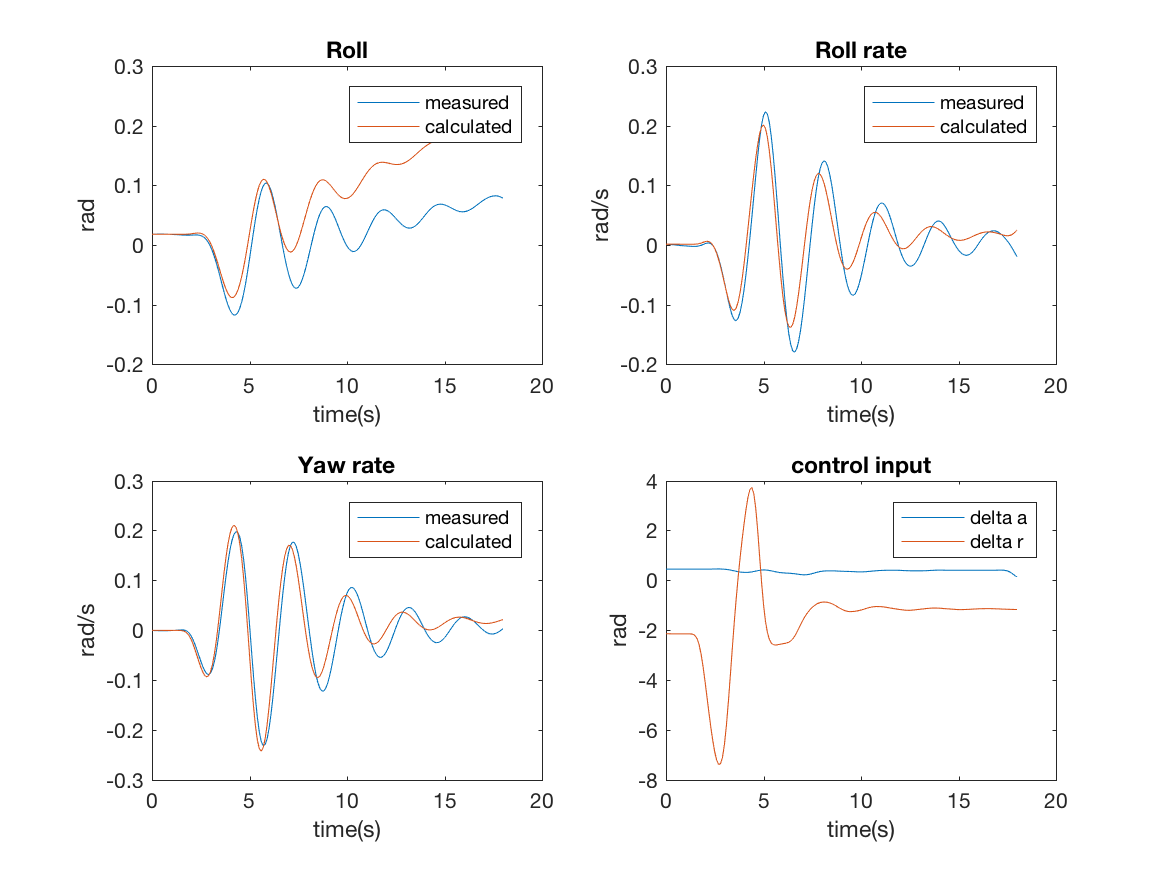 Roll
0.3
0.2
0.1
0
-0.1
-0.2
rad
measured
calculated
0 5 10 15 20
time(s)
Roll rate
0.3
0.2
0.1
0
-0.1
-0.2
rad/s
measured
calculated
0 5 10 15 20
time(s)
Yaw rate
0.3
0.2
0.1
0
-0.1
-0.2
-0.3
rad/s
measured
calculated
0 5 10 15 20
time(s)
control input
4
2
0
-2
-4
-6
-8
rad
delta a
delta r
0 5 10 15 20
time(s)